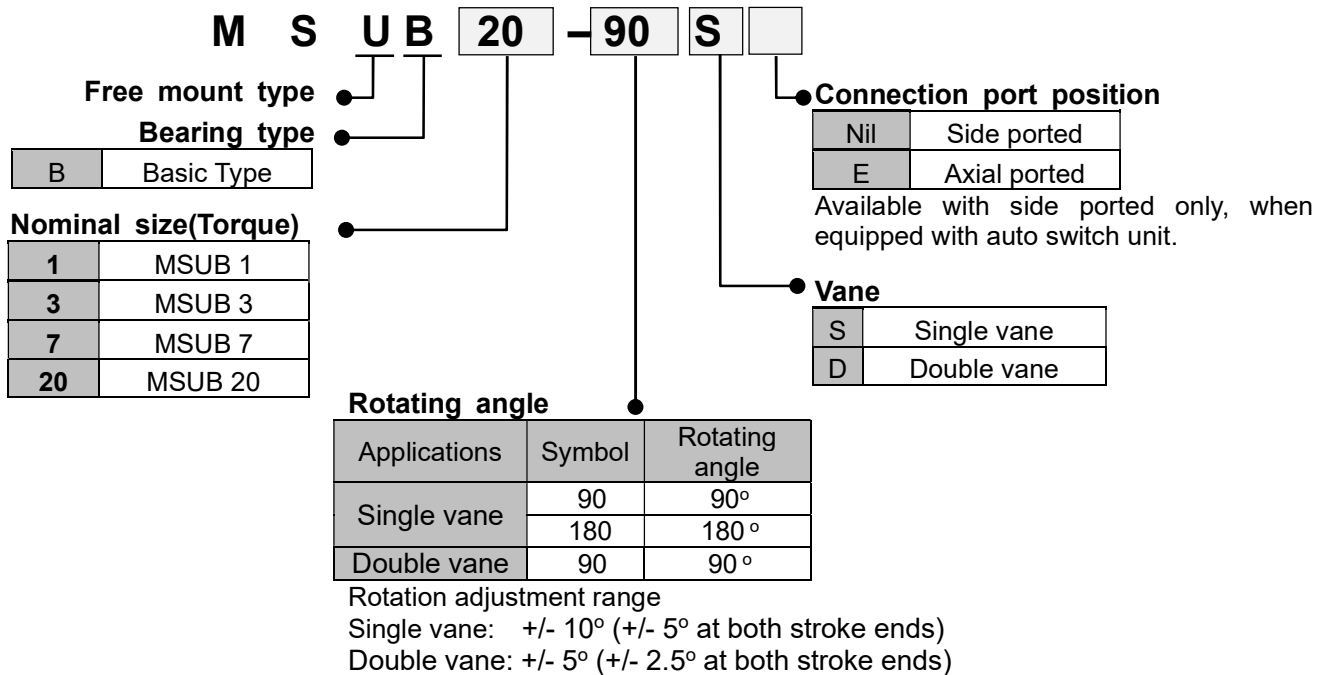 M S U B 20 – 90 S
Free mount type
Bearing type
B Basic Type
Nominal size(Torque)
1 MSUB 1
3 MSUB 3
7 MSUB 7
20 MSUB 20
Connection port position
Nil Side ported
E Axial ported
Available with side ported only, when
equipped with auto switch unit.
Vane
S Single vane
D Double vane
Rotating angle
Applications Symbol Rotating
angle
Single vane 90 90°
180 180 °
Double vane 90 90 °
Rotation adjustment range
Single vane: +/- 10° (+/- 5° at both stroke ends)
Double vane: +/- 5° (+/- 2.5° at both stroke ends)